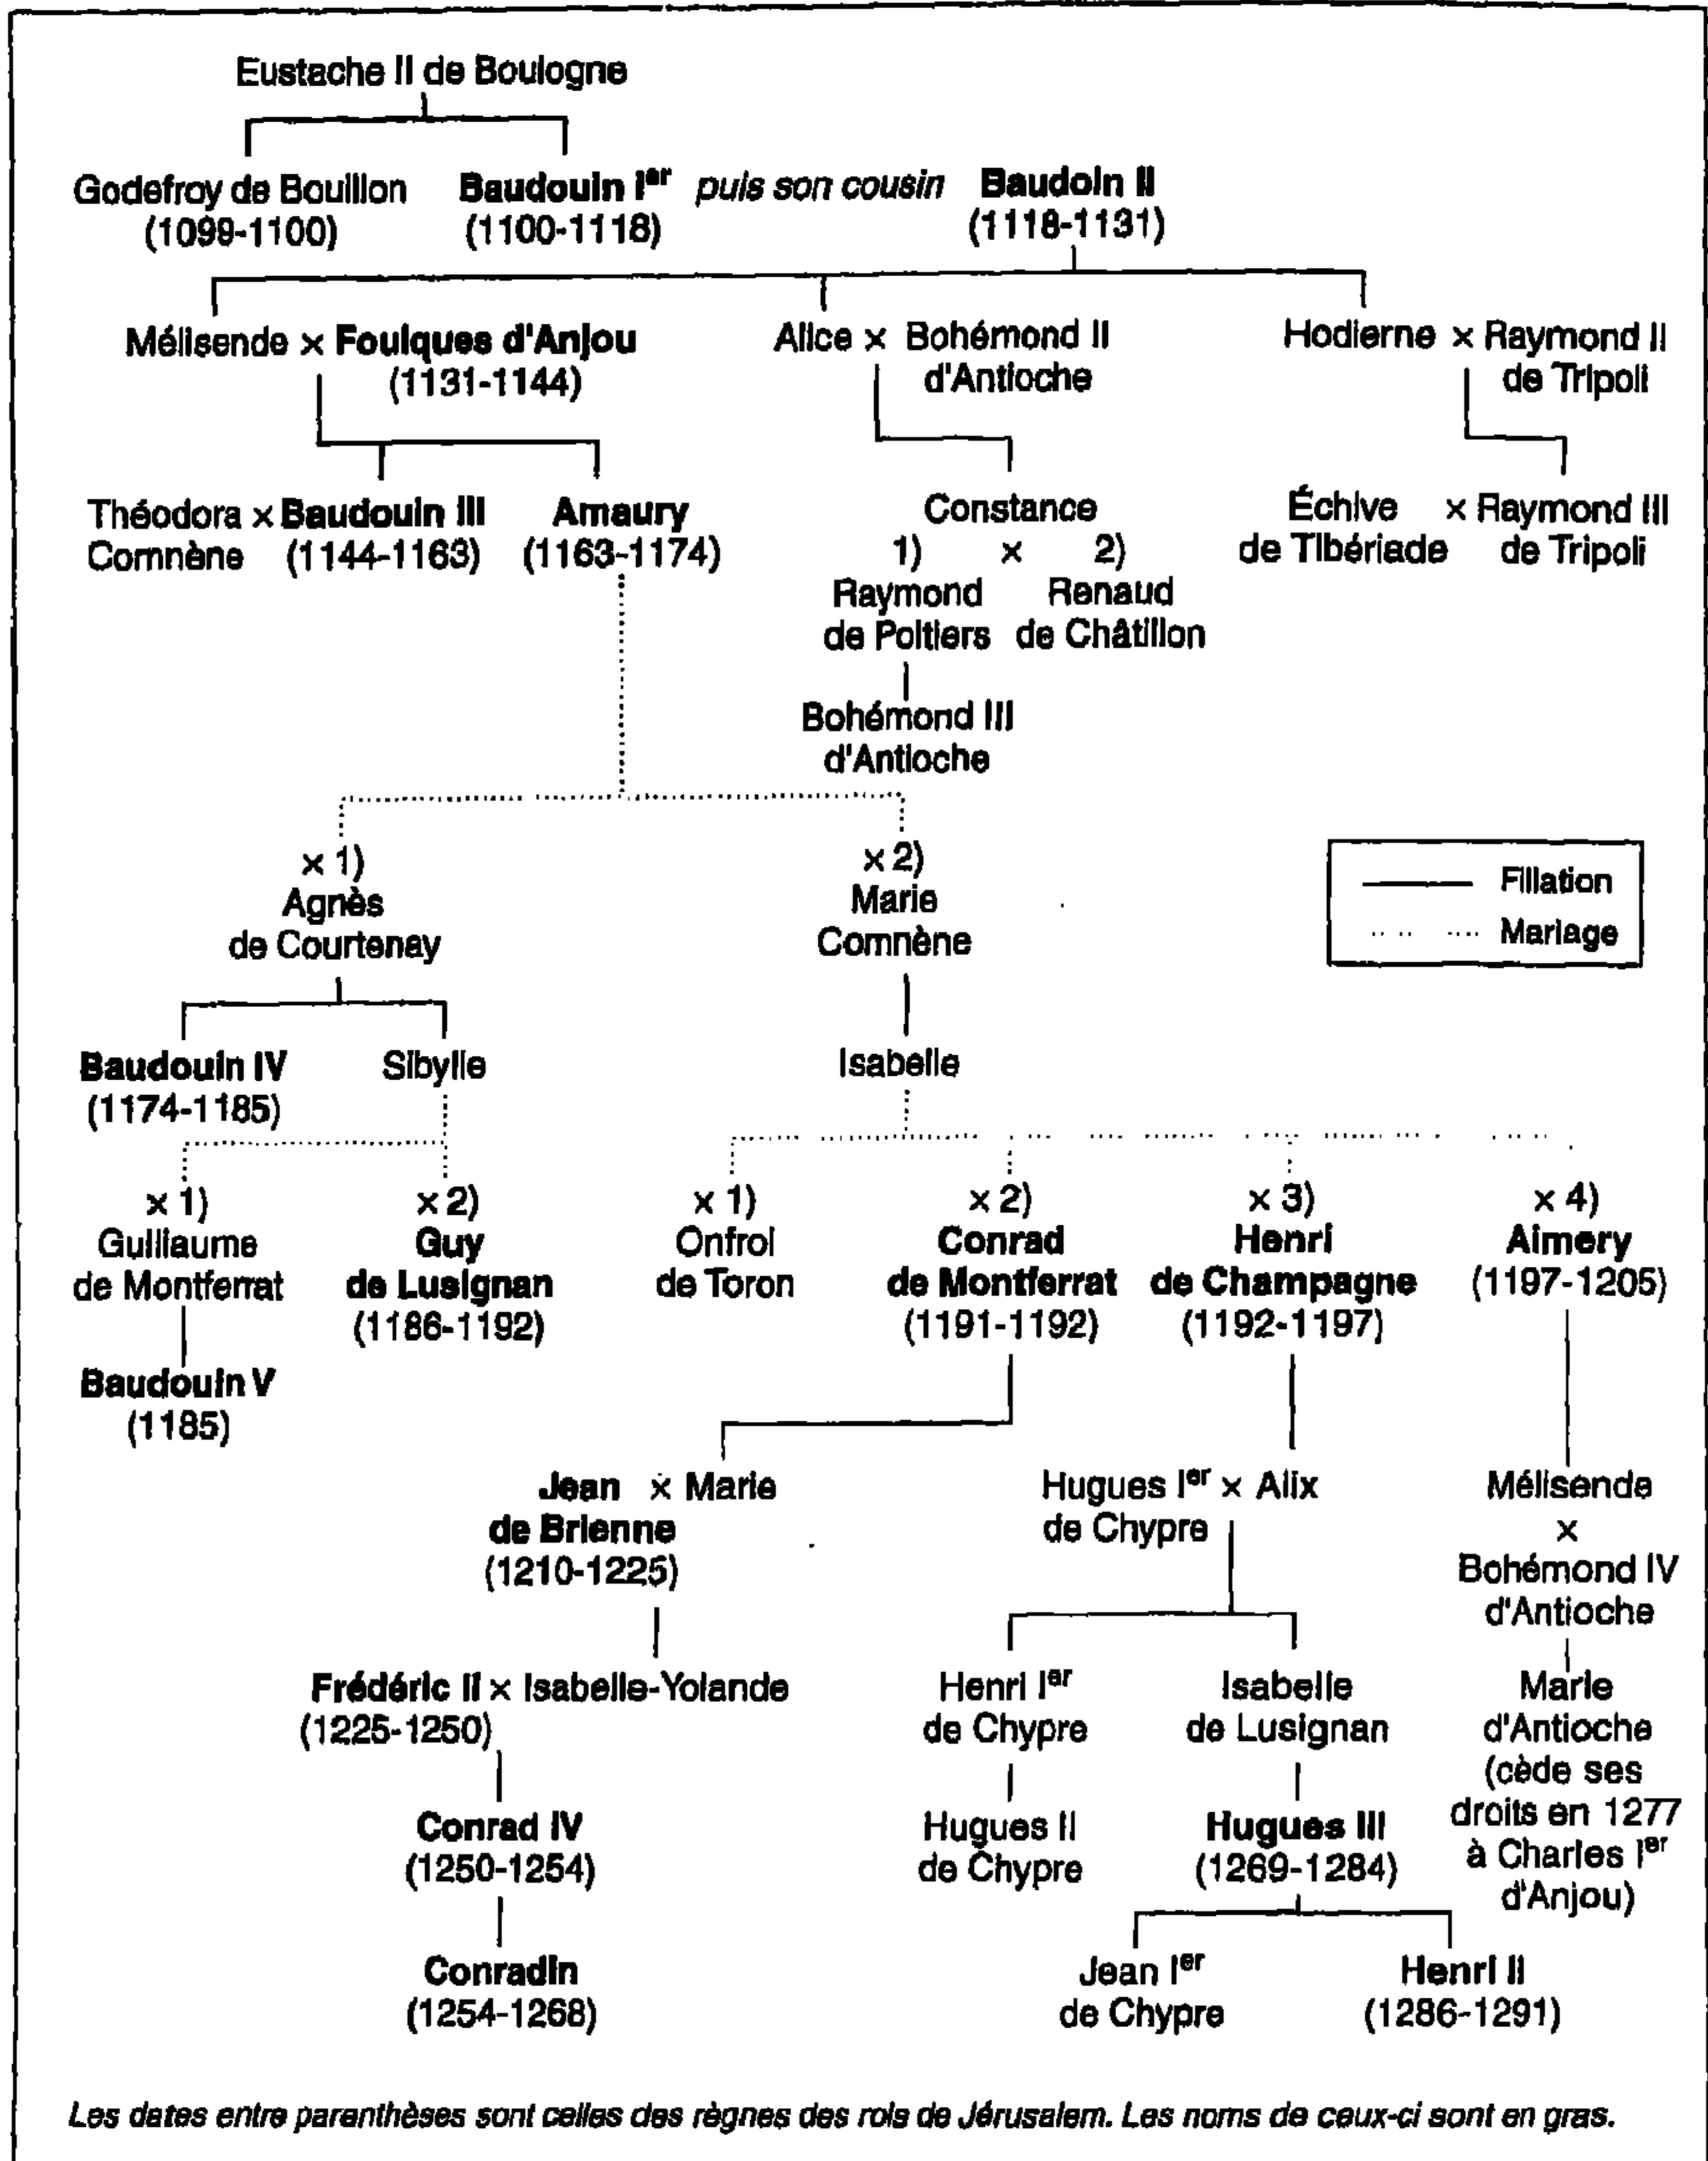 Eustache II de Boulogne
Godefroy de Bouillon Baudouin Ier puis son cousin Baudoin II
(1099-1100) (1100-1118) (1118-1131)
Mélisende × Foulques d'Anjou Alice × Bohémond II Hodierne × Raymond II
(1131-1144) d'Antioche de Tripoli
Théodora × Baudouin III Amaury Constance Échive × Raymond III
Comnène (1144-1163) (1163-1174) 1) × 2) de Tibériade de Tripoli
Raymond Renaud
de Poitiers de Châtillon
Bohémond III
d'Antioche
× 1) × 2)
Agnès Marie
de Courtenay Comnène
Filiation
Mariage
Baudouin IV Sibylle Isabelle
(1174-1185)
× 1) × 2) × 1) × 2) × 3) × 4)
Guillaume Guy Onfroi Conrad Henri Aimery
de Montferrat de Lusignan de Toron de Montferrat de Champagne (1197-1205)
(1186-1192) (1191-1192) (1192-1197)
Baudouin V
(1185)
Jean × Marie Hugues Ier × Alix Mélisende
de Brienne de Chypre ×
(1210-1225) Bohémond IV
d'Antioche
Frédéric II × Isabelle-Yolande Henri Ier Isabelle Marie
(1225-1250) de Chypre de Lusignan d'Antioche
(cède ses
Conrad IV Hugues II Hugues III droits en 1277
(1250-1254) de Chypre (1269-1284) à Charles Ier
d'Anjou)
Conradin Jean Ier Henri II
(1254-1268) de Chypre (1286-1291)
Les dates entre parenthèses sont celles des règnes des rois de Jérusalem. Les noms de ceux-ci sont en gras.